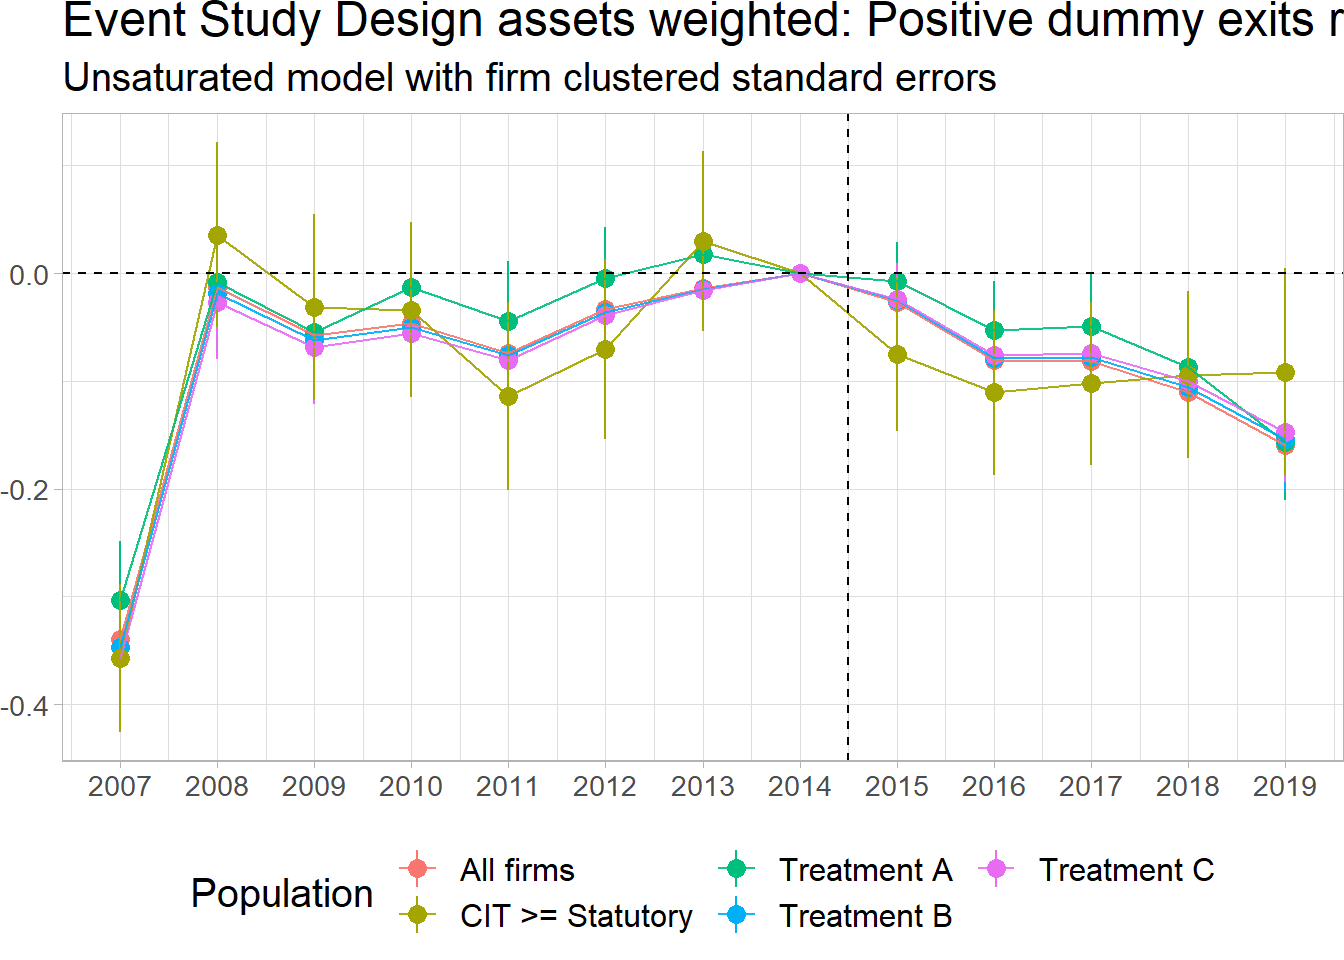 Event Study Design assets weighted: Positive dummy exits
Unsaturated model with firm clustered standard errors
0.0
-0.2
-0.4
2007 2008 2009 2010 2011 2012 2013 2014 2015 2016 2017 2018 2019
Population
All firms
CIT >= Statutory
Treatment A
Treatment B
Treatment C